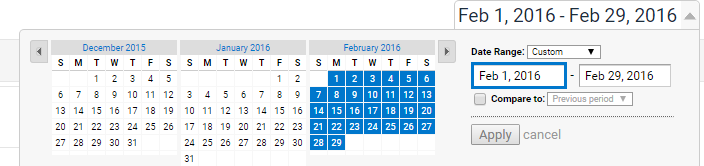 Feb 1, 2016 - Feb 29, 2016
December 2015
S M T W T F S
1 2 3 4 5
6 7 8 9 10 11 12
13 14 15 16 17 18 19
20 21 22 23 24 25 26
27 28 29 30 31
January 2016
S M T W T F S
1 2
3 4 5 6 7 8 9
10 11 12 13 14 15 16
17 18 19 20 21 22 23
24 25 26 27 28 29 30
31
February 2016
S M T W T F S
1 2 3 4 5 6
7 8 9 10 11 12 13
14 15 16 17 18 19 20
21 22 23 24 25 26 27
28 29
Date Range: Custom
Feb 1, 2016 - Feb 29, 2016
Compare to: Previous period
Apply cancel